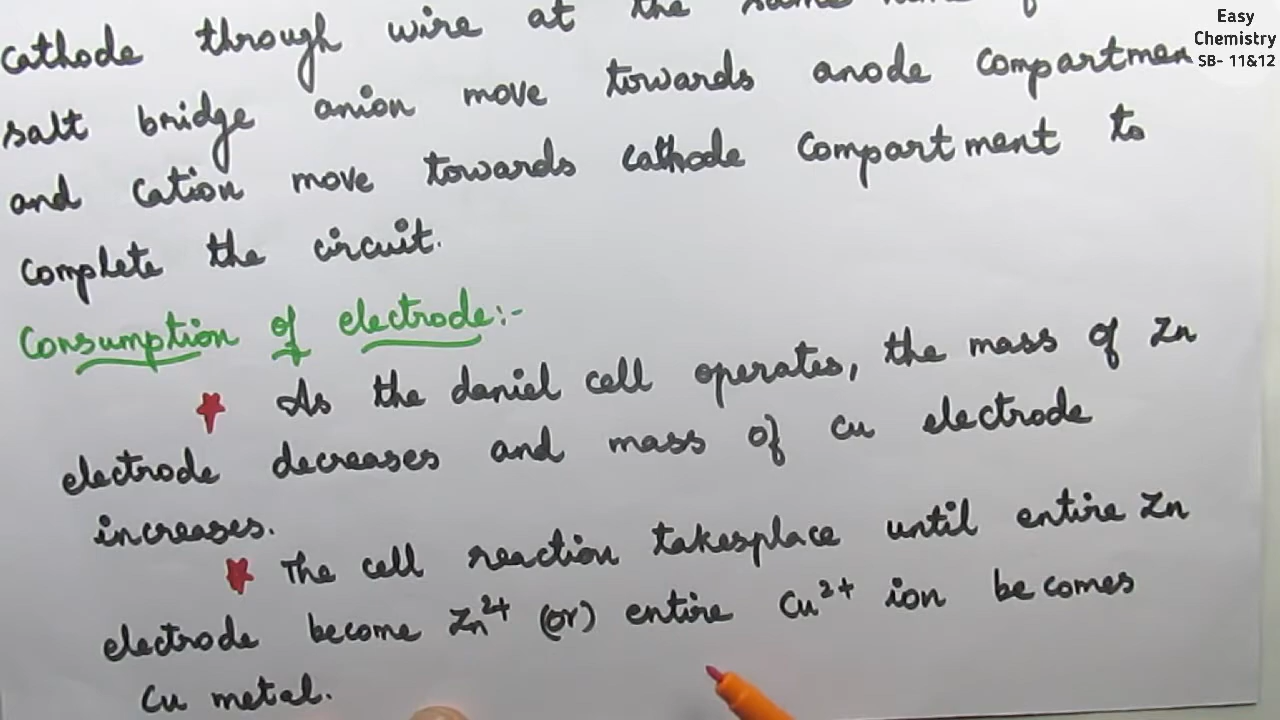 cathode through wire at the
salt bridge anion move towards anode compartmen
and cation move towards cathode compartment to
complete the circuit.
Consumption of electrode:-
As the daniel cell operates, the mass of Zn
electrode decreases and mass of Cu electrode
increases.
The cell reaction takesplace until entire Zn
electrode become Zn²⁺ (or) entire Cu²⁺ ion becomes
Cu metal.
Easy
Chemistry
SB- 11&12